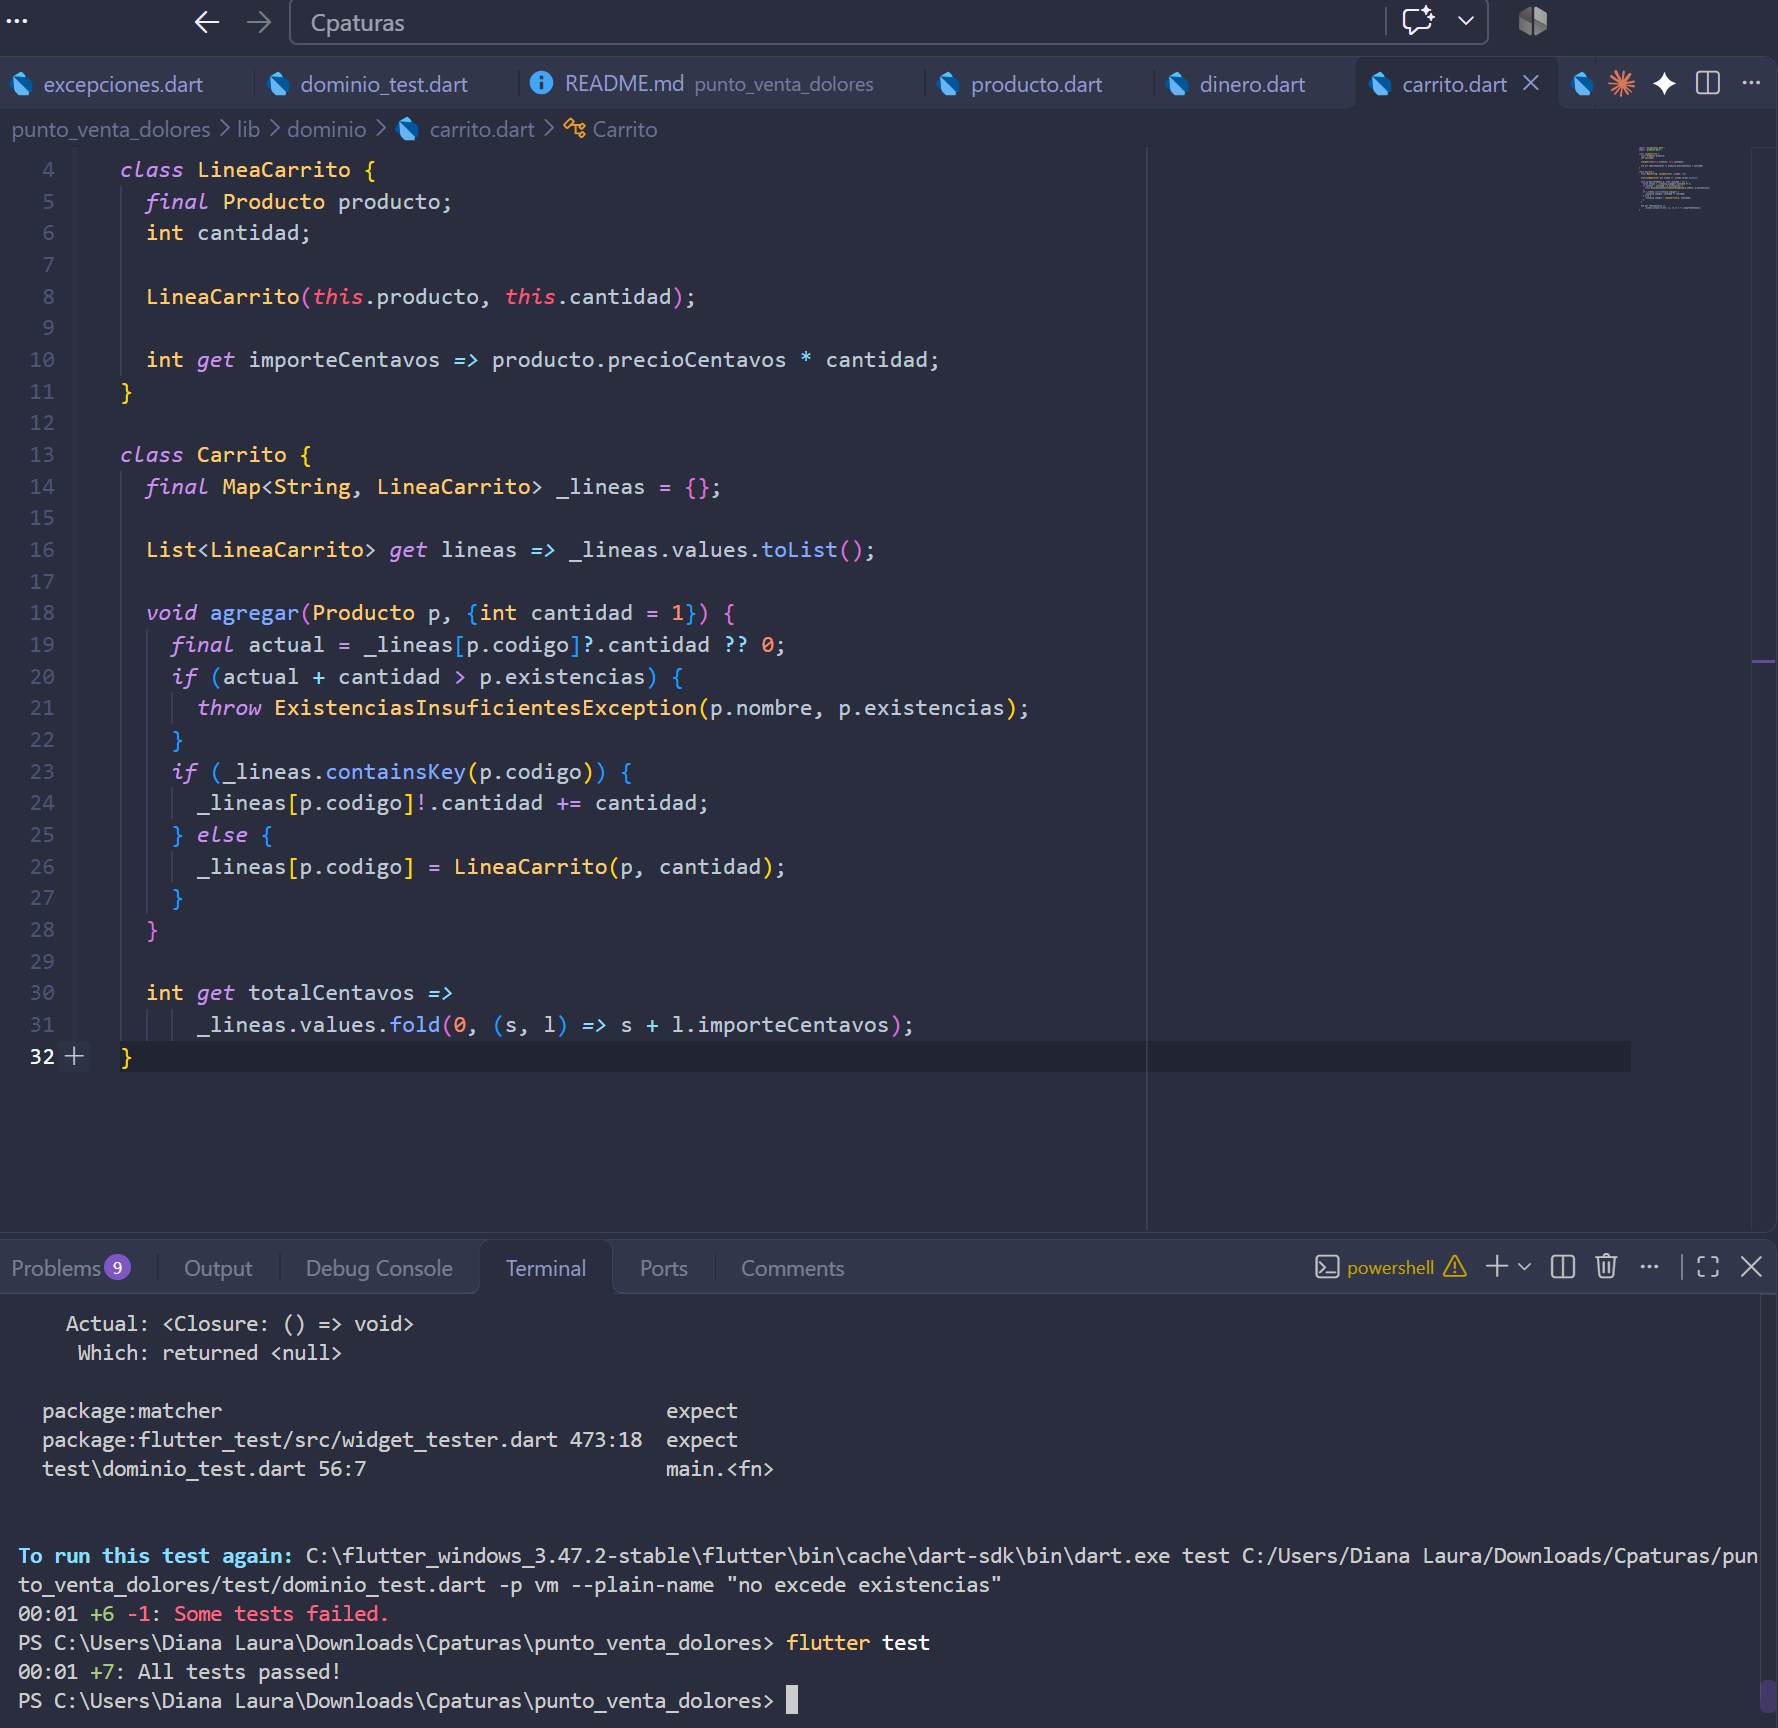 Cpaturas
excepciones.dart
dominio_test.dart
README.md punto_venta_dolores
producto.dart
dinero.dart
carrito.dart
punto_venta_dolores > lib > dominio > carrito.dart > Carrito
4 class LineaCarrito {
5 final Producto producto;
6 int cantidad;
7
8 LineaCarrito(this.producto, this.cantidad);
9
10 int get importeCentavos => producto.precioCentavos * cantidad;
11 }
12
13 class Carrito {
14 final Map<String, LineaCarrito> _lineas = {};
15
16 List<LineaCarrito> get lineas => _lineas.values.toList();
17
18 void agregar(Producto p, {int cantidad = 1}) {
19 final actual = _lineas[p.codigo]?.cantidad ?? 0;
20 if (actual + cantidad > p.existencias) {
21 throw ExistenciasInsuficientesException(p.nombre, p.existencias);
22 }
23 if (_lineas.containsKey(p.codigo)) {
24 _lineas[p.codigo]!.cantidad += cantidad;
25 } else {
26 _lineas[p.codigo] = LineaCarrito(p, cantidad);
27 }
28 }
29
30 int get totalCentavos =>
31 _lineas.values.fold(0, (s, l) => s + l.importeCentavos);
32 }
Problems 9 Output Debug Console Terminal Ports Comments powershell
Actual: <Closure: () => void>
Which: returned <null>
package:matcher expect
package:flutter_test/src/widget_tester.dart 473:18 expect
test\dominio_test.dart 56:7 main.<fn>
To run this test again: C:\flutter_windows_3.47.2-stable\flutter\bin\cache\dart-sdk\bin\dart.exe test C:/Users/Diana Laura/Downloads/Cpaturas/pun
to_venta_dolores/test/dominio_test.dart -p vm --plain-name "no excede existencias"
00:01 +6 -1: Some tests failed.
PS C:\Users\Diana Laura\Downloads\Cpaturas\punto_venta_dolores> flutter test
00:01 +7: All tests passed!
PS C:\Users\Diana Laura\Downloads\Cpaturas\punto_venta_dolores>